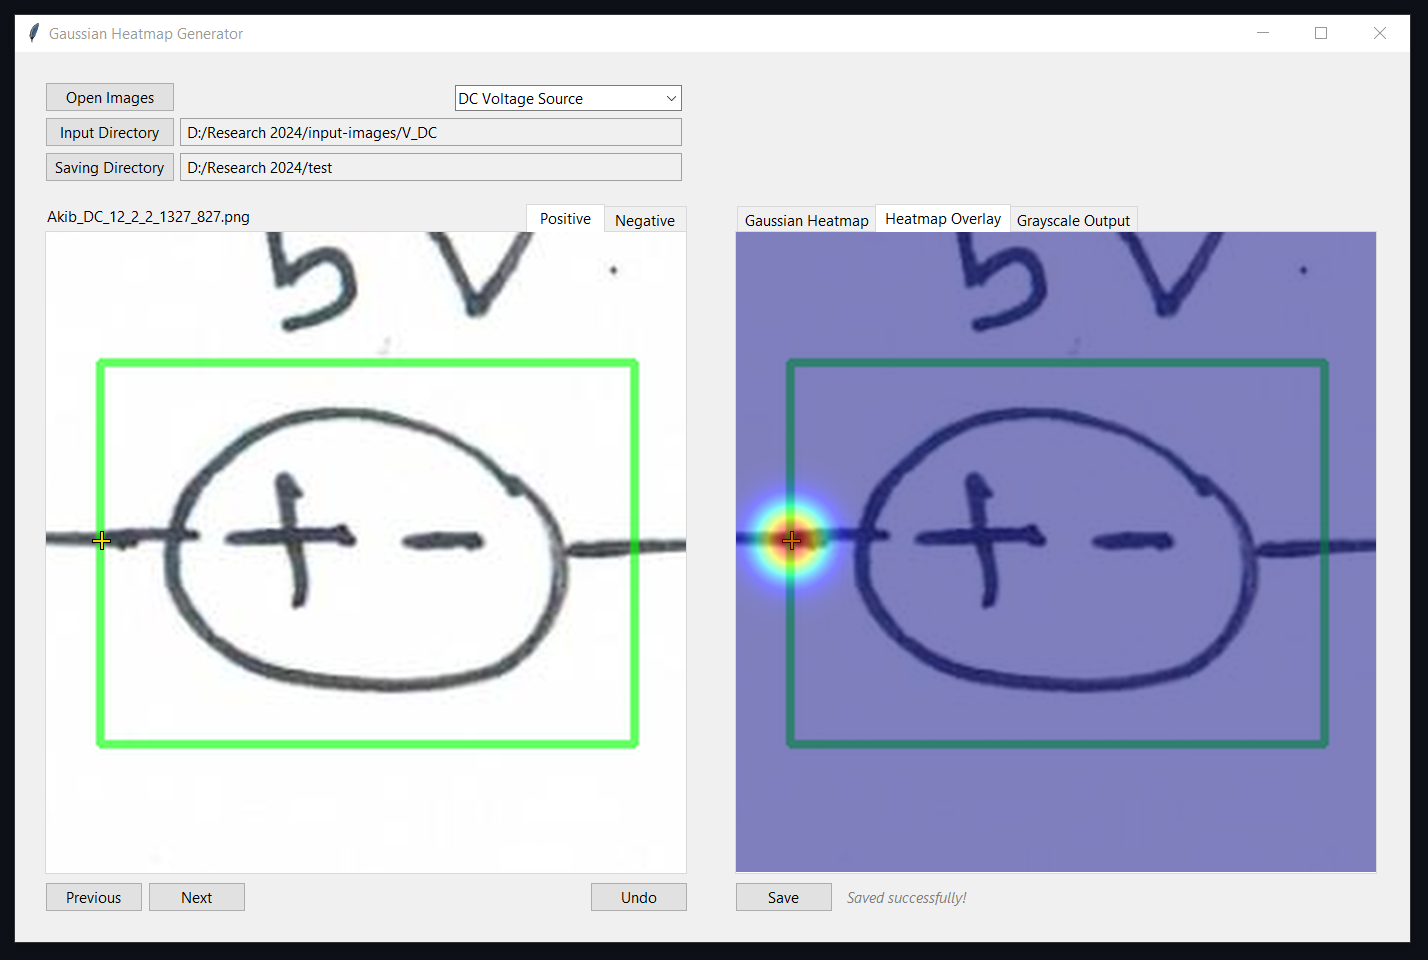 Gaussian Heatmap Generator
Open Images
DC Voltage Source
Input Directory
D:/Research 2024/input-images/V_DC
Saving Directory
D:/Research 2024/test
Akib_DC_12_2_2_1327_827.png
Positive
Negative
Gaussian Heatmap
Heatmap Overlay
Grayscale Output
5 V
+ -
5 V
+ -
Previous
Next
Undo
Save
Saved successfully!